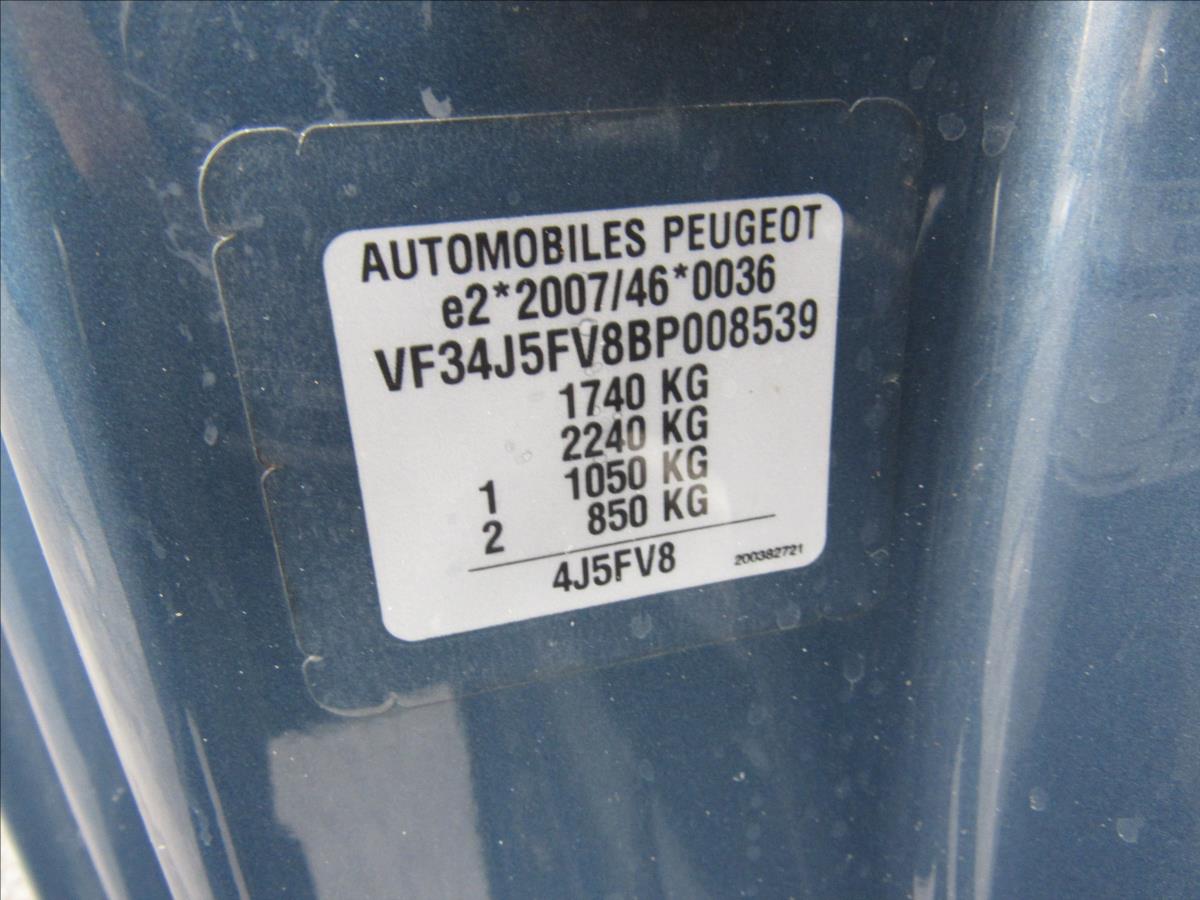 AUTOMOBILES PEUGEOT
e2*2007/46*0036
VF34J5FV8BP008539
1740 KG
2240 KG
1 1050 KG
2 850 KG
4J5FV8 200382721